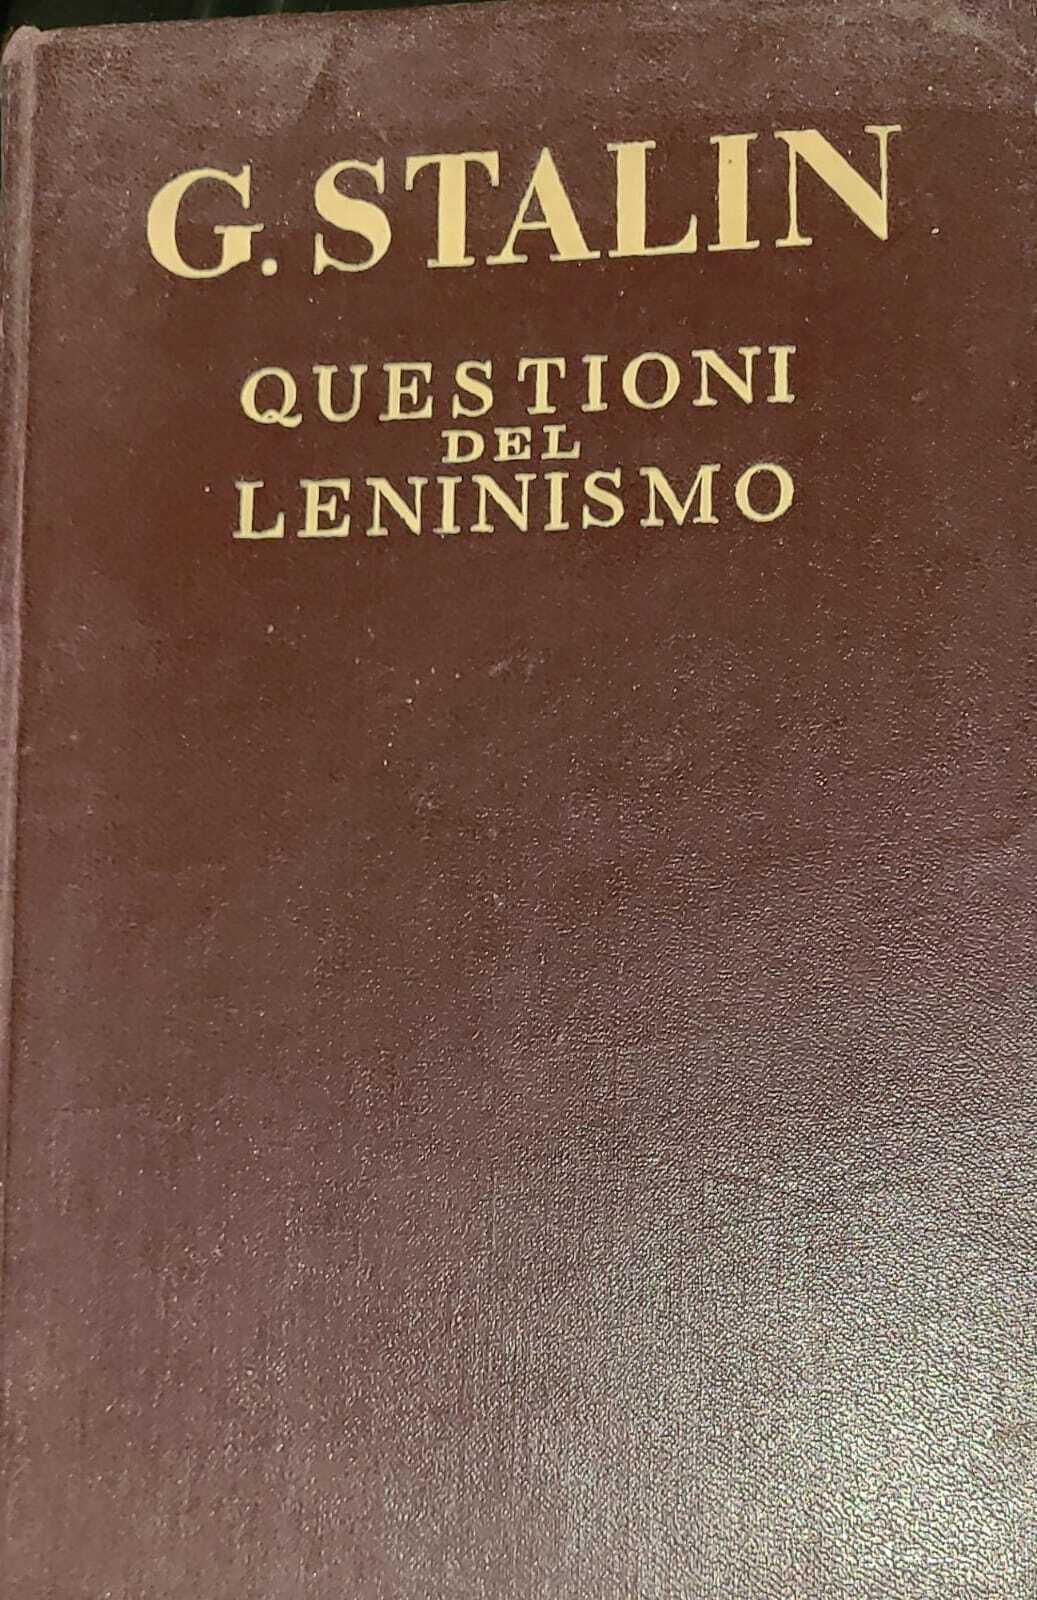 G. STALIN
QUESTIONI
DEL
LENINISMO